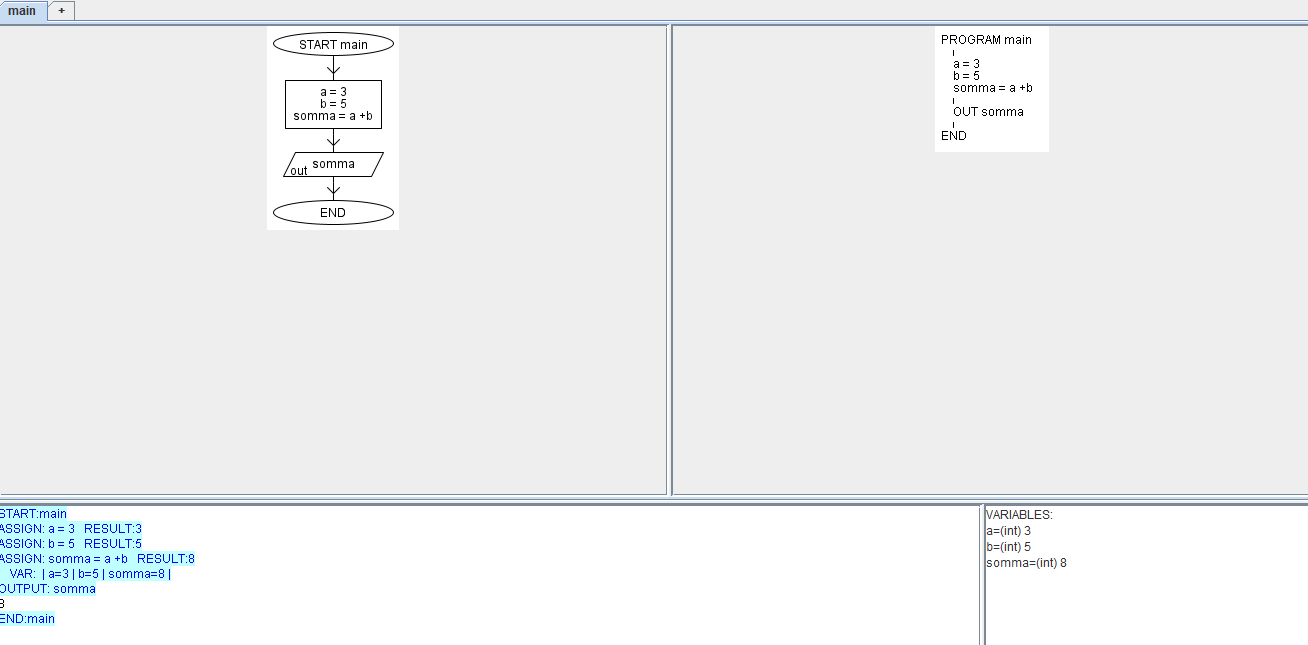 main +
START main
a = 3
b = 5
somma = a +b
somma
out
END
PROGRAM main
a = 3
b = 5
somma = a +b
OUT somma
END
START:main
ASSIGN: a = 3 RESULT:3
ASSIGN: b = 5 RESULT:5
ASSIGN: somma = a +b RESULT:8
VAR: | a=3 | b=5 | somma=8 |
OUTPUT: somma
8
END:main
VARIABLES:
a=(int) 3
b=(int) 5
somma=(int) 8